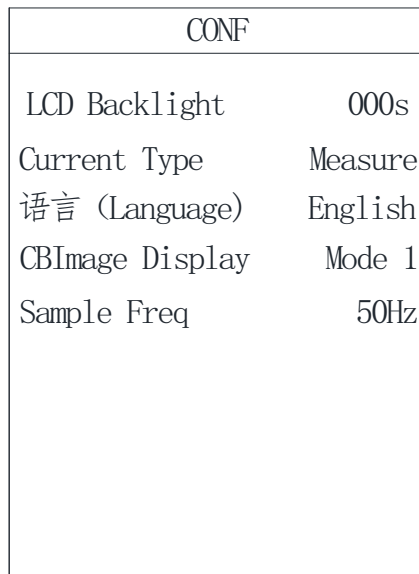 CONF
LCD Backlight 000s
Current Type Measure
语言 (Language) English
CBImage Display Mode 1
Sample Freq 50Hz